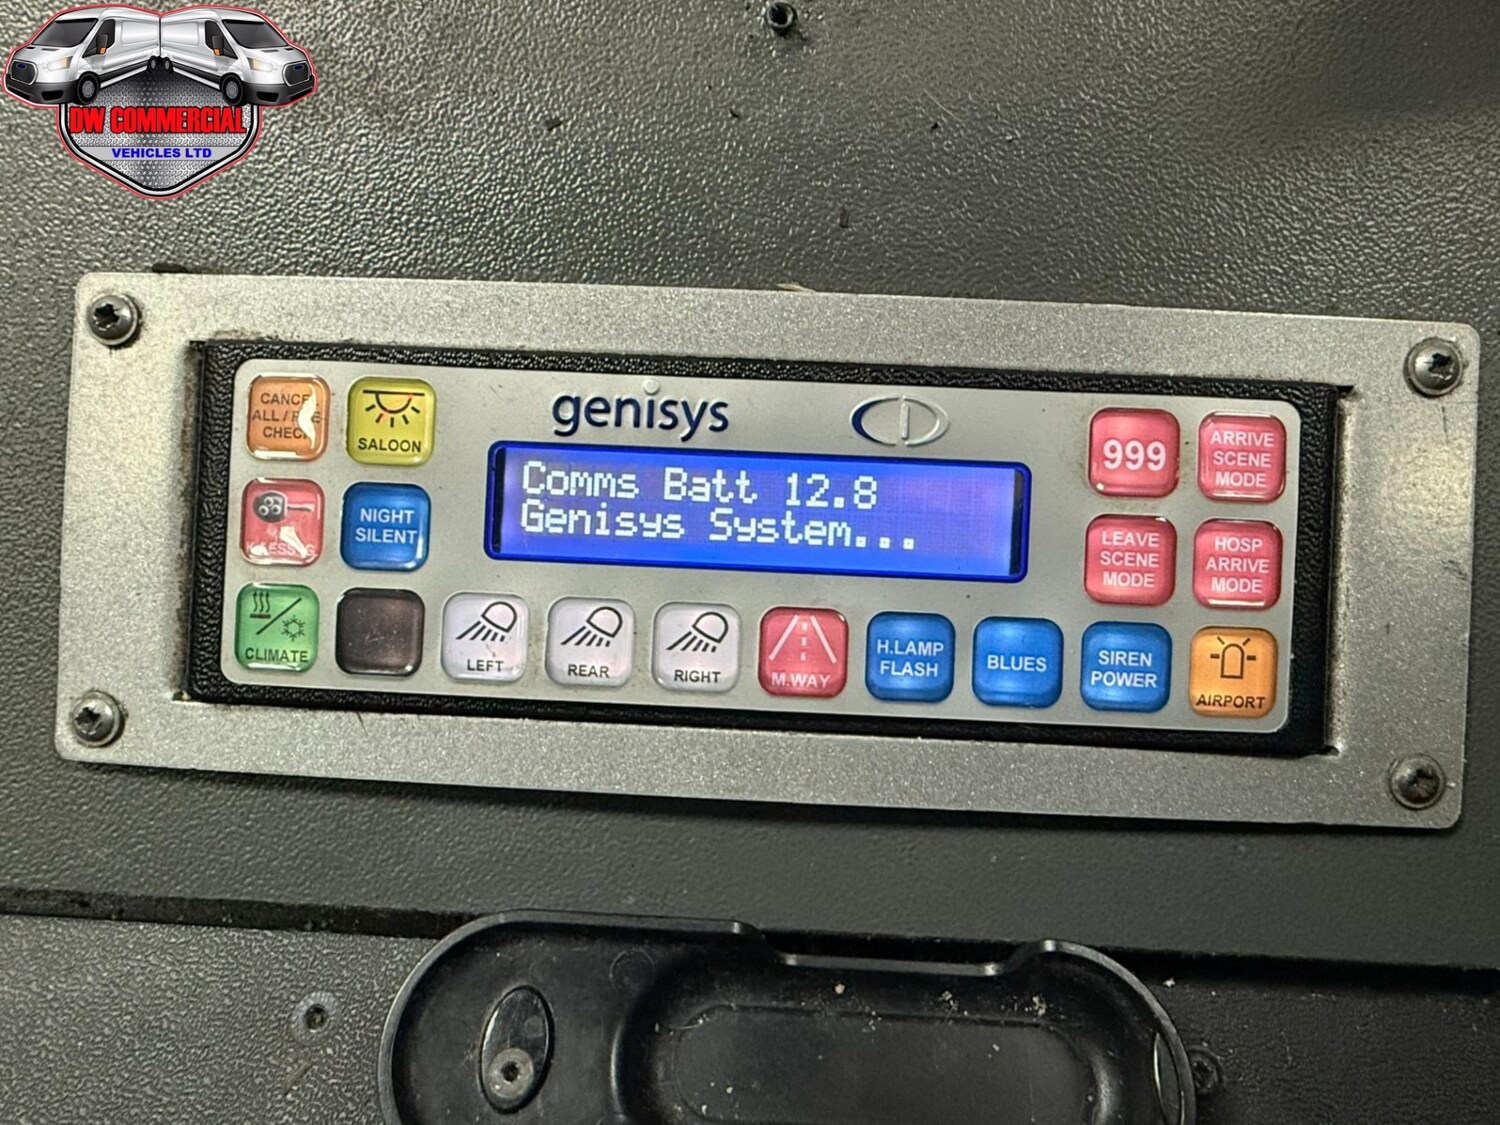 DW COMMERCIAL
VEHICLES LTD
genisys
Comms Batt 12.8
Genisys System...
SALOON
999
ARRIVE
SCENE
MODE
NIGHT
SILENT
LEAVE
SCENE
MODE
HOSP
ARRIVE
MODE
CLIMATE
LEFT
REAR
RIGHT
M.WAY
H.LAMP
FLASH
BLUES
SIREN
POWER
AIRPORT